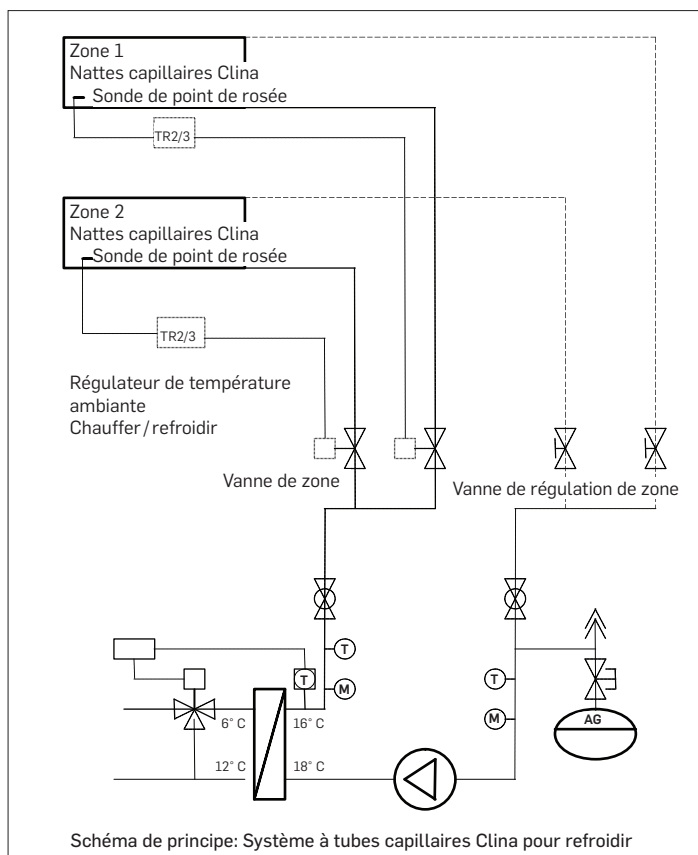 Zone 1
Nattes capillaires Clina
Sonde de point de rosée
TR2/3
Zone 2
Nattes capillaires Clina
Sonde de point de rosée
TR2/3
Régulateur de température
ambiante
Chauffer/refroidir
Vanne de zone
Vanne de régulation de zone
T
T
T
M
M
AG
6° C
16° C
12° C
18° C
Schéma de principe: Système à tubes capillaires Clina pour refroidir